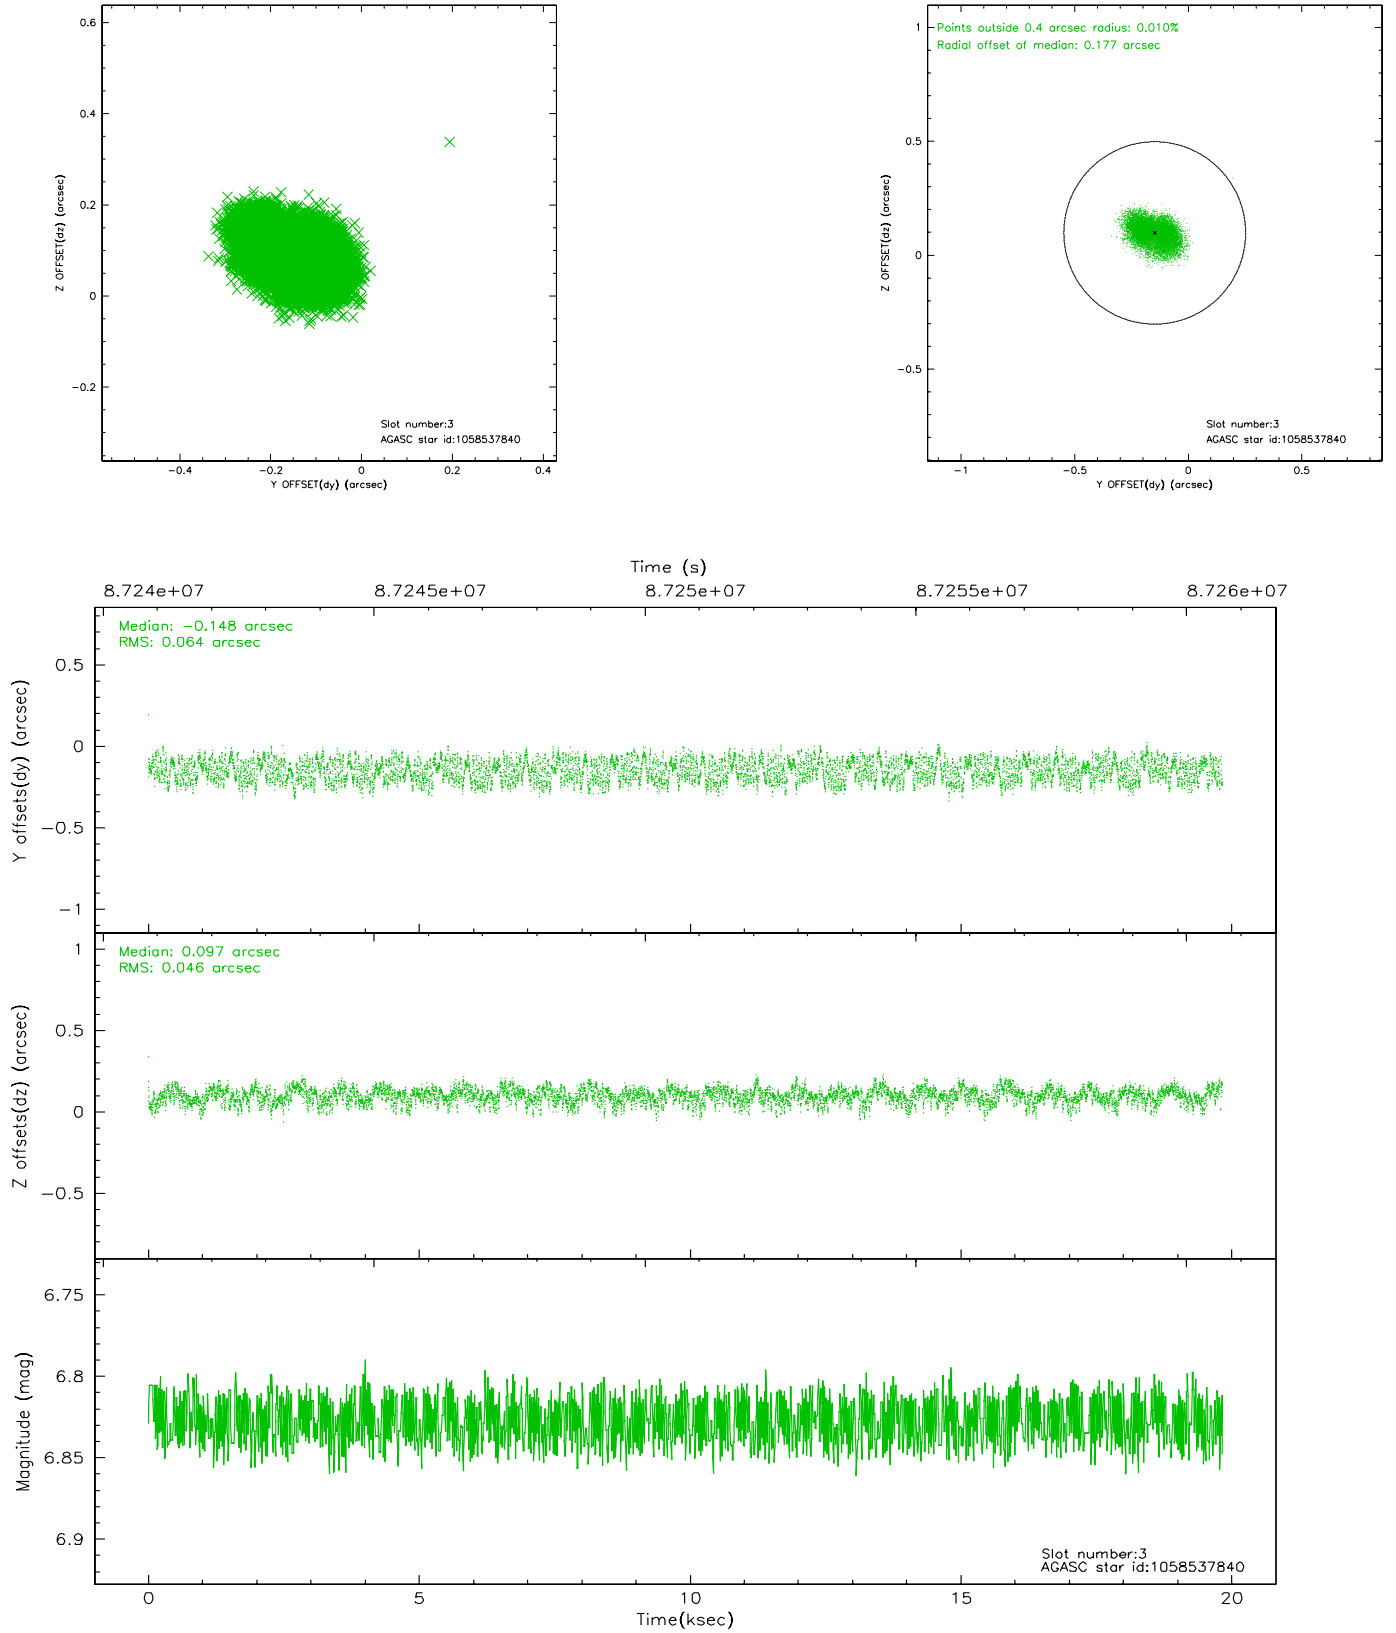 0.6
0.4
0.2
0
−0.2
Z OFFSET(dz) (arcsec)
Slot number:3
AGASC star id:1058537840
−0.4 −0.2 0 0.2 0.4
Y OFFSET(dy) (arcsec)
Points outside 0.4 arcsec radius: 0.010%
Radial offset of median: 0.177 arcsec
1
0.5
0
−0.5
Z OFFSET(dz) (arcsec)
Slot number:3
AGASC star id:1058537840
−1 −0.5 0 0.5
Y OFFSET(dy) (arcsec)
Time (s)
8.724e+07 8.7245e+07 8.725e+07 8.7255e+07 8.726e+07
Median: −0.148 arcsec
RMS: 0.064 arcsec
0.5
0
−0.5
−1
Y offsets(dy) (arcsec)
Median: 0.097 arcsec
RMS: 0.046 arcsec
1
0.5
0
−0.5
Z offsets(dz) (arcsec)
6.75
6.8
6.85
6.9
Magnitude (mag)
Slot number:3
AGASC star id:1058537840
0 5 10 15 20
Time(ksec)